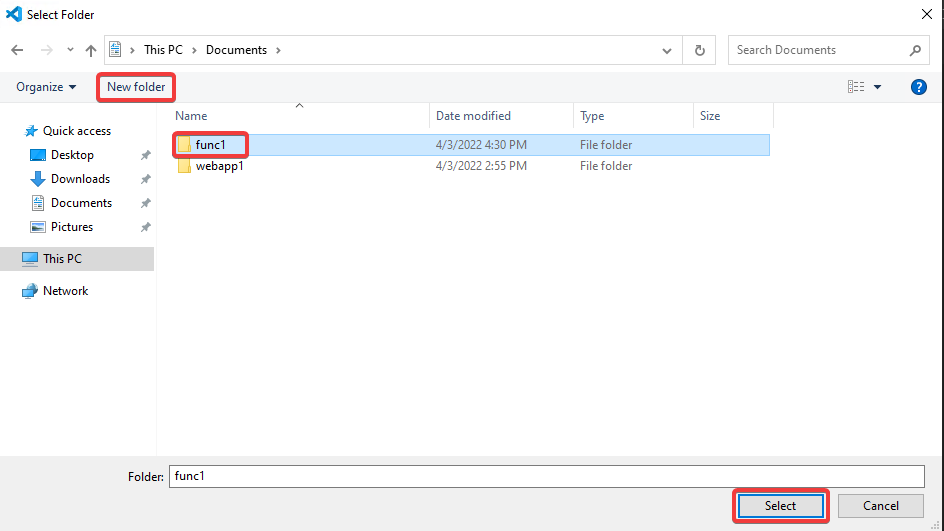 Select Folder
This PC Documents Search Documents
Organize New folder ?
Name Date modified Type Size
Quick access
Desktop
Downloads
Documents
Pictures
This PC
Network
func1 4/3/2022 4:30 PM File folder
webapp1 4/3/2022 2:55 PM File folder
Folder: func1
Select Cancel